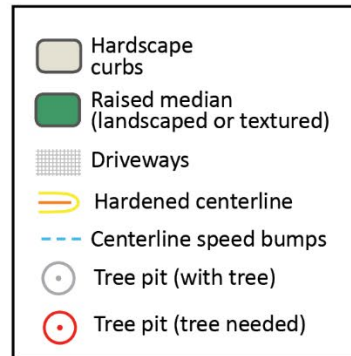 Hardscape
curbs
Raised median
(landscaped or textured)
Driveways
Hardened centerline
Centerline speed bumps
Tree pit (with tree)
Tree pit (tree needed)